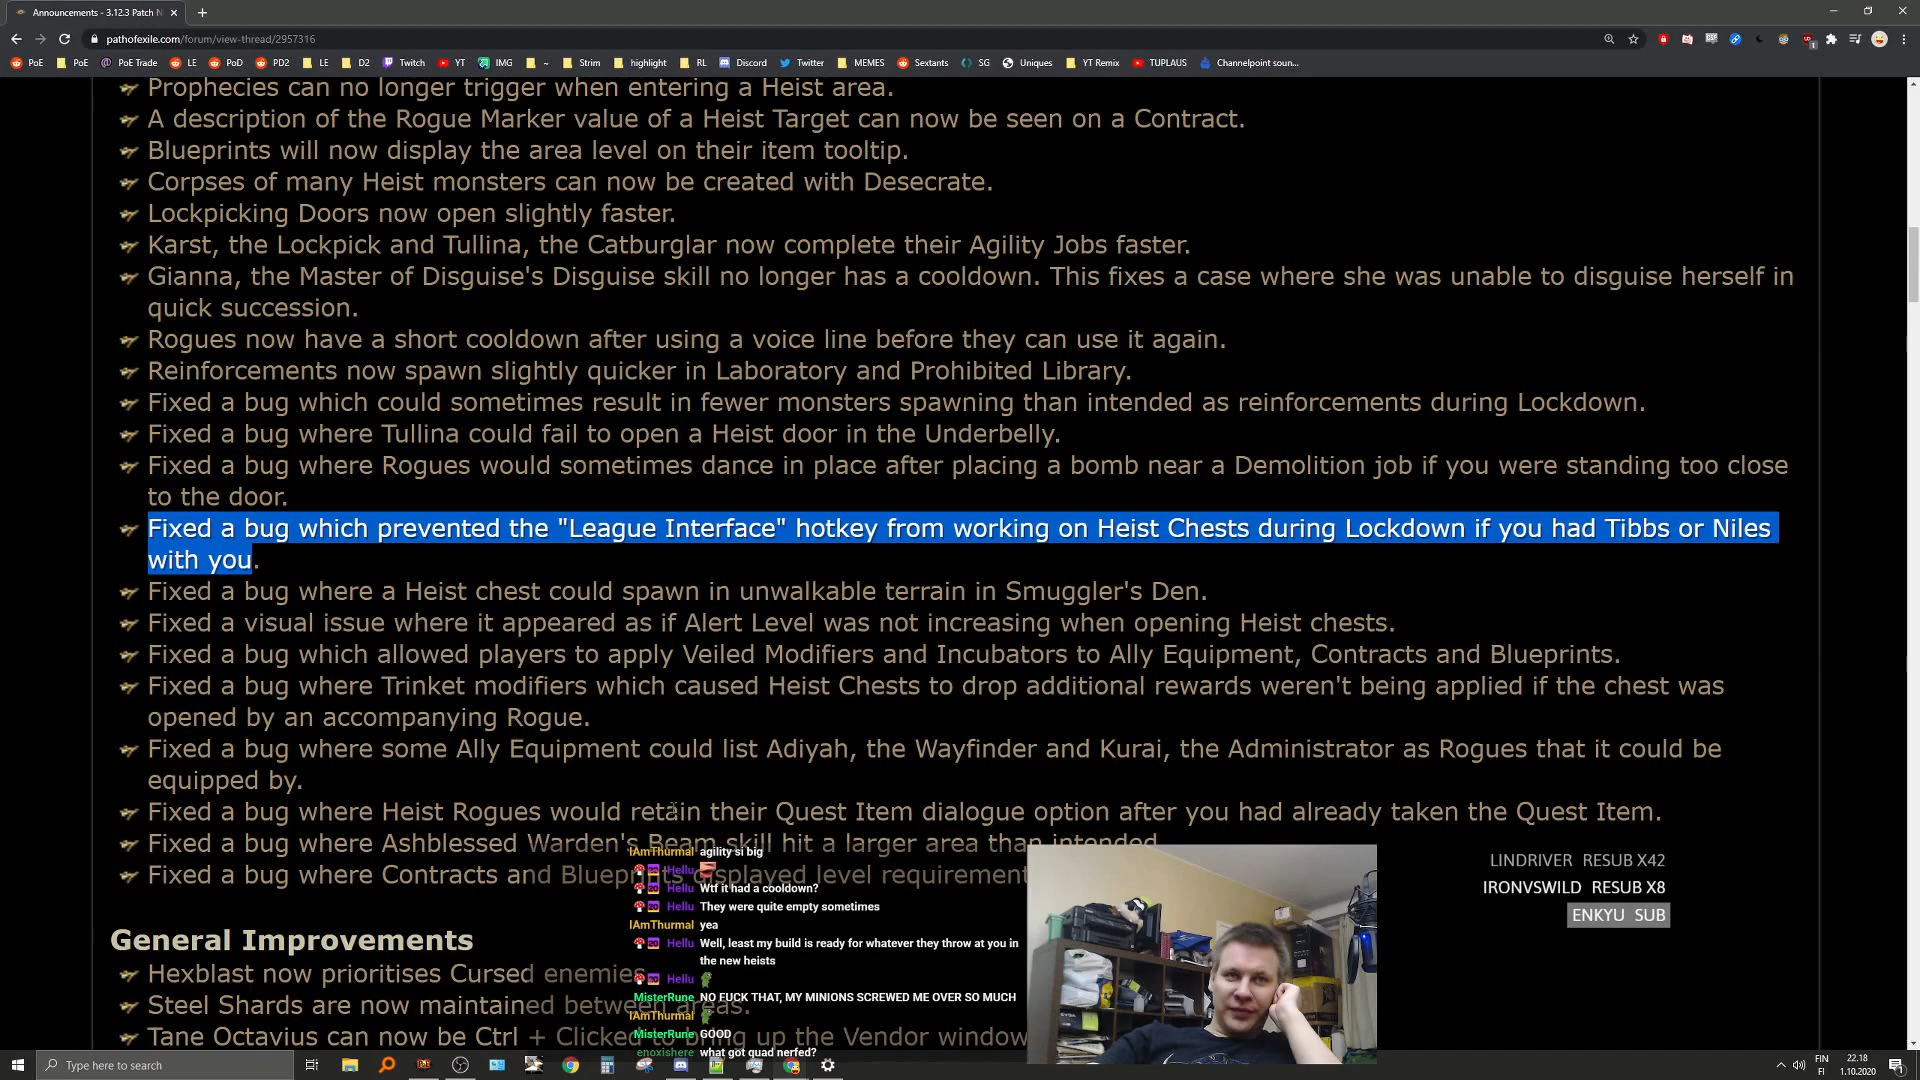 Announcements - 3.12.3 Patch N
pathofexile.com/forum/view-thread/2957316
PoE PoE PoE Trade LE PoD PD2 LE D2 Twitch YT IMG ~ Strim highlight RL Discord Twitter MEMES Sextants SG Uniques YT Remix TUPLAUS Channelpoint soun...
Prophecies can no longer trigger when entering a Heist area.
A description of the Rogue Marker value of a Heist Target can now be seen on a Contract.
Blueprints will now display the area level on their item tooltip.
Corpses of many Heist monsters can now be created with Desecrate.
Lockpicking Doors now open slightly faster.
Karst, the Lockpick and Tullina, the Catburglar now complete their Agility Jobs faster.
Gianna, the Master of Disguise's Disguise skill no longer has a cooldown. This fixes a case where she was unable to disguise herself in
quick succession.
Rogues now have a short cooldown after using a voice line before they can use it again.
Reinforcements now spawn slightly quicker in Laboratory and Prohibited Library.
Fixed a bug which could sometimes result in fewer monsters spawning than intended as reinforcements during Lockdown.
Fixed a bug where Tullina could fail to open a Heist door in the Underbelly.
Fixed a bug where Rogues would sometimes dance in place after placing a bomb near a Demolition job if you were standing too close
to the door.
Fixed a bug which prevented the "League Interface" hotkey from working on Heist Chests during Lockdown if you had Tibbs or Niles
with you.
Fixed a bug where a Heist chest could spawn in unwalkable terrain in Smuggler's Den.
Fixed a visual issue where it appeared as if Alert Level was not increasing when opening Heist chests.
Fixed a bug which allowed players to apply Veiled Modifiers and Incubators to Ally Equipment, Contracts and Blueprints.
Fixed a bug where Trinket modifiers which caused Heist Chests to drop additional rewards weren't being applied if the chest was
opened by an accompanying Rogue.
Fixed a bug where some Ally Equipment could list Adiyah, the Wayfinder and Kurai, the Administrator as Rogues that it could be
equipped by.
Fixed a bug where Heist Rogues would retain their Quest Item dialogue option after you had already taken the Quest Item.
Fixed a bug where Ashblessed Warden's Beam skill hit a larger area than intended.
Fixed a bug where Contracts and Blueprints displayed level requirement
General Improvements
Hexblast now prioritises Cursed enemies.
Steel Shards are now maintained between areas.
Tane Octavius can now be Ctrl + Clicked to bring up the Vendor window
IAmThurmal agility si big
Hellu
Hellu Wtf it had a cooldown?
Hellu They were quite empty sometimes
IAmThurmal yea
Hellu Well, least my build is ready for whatever they throw at you in
the new heists
Hellu
MisterRune NO FUCK THAT, MY MINIONS SCREWED ME OVER SO MUCH
IAmThurmal
MisterRune GOOD
enoxishere what got quad nerfed?
LINDRIVER RESUB X42
IRONVSWILD RESUB X8
ENKYU SUB
Type here to search
FIN
FI
22.18
1.10.2020